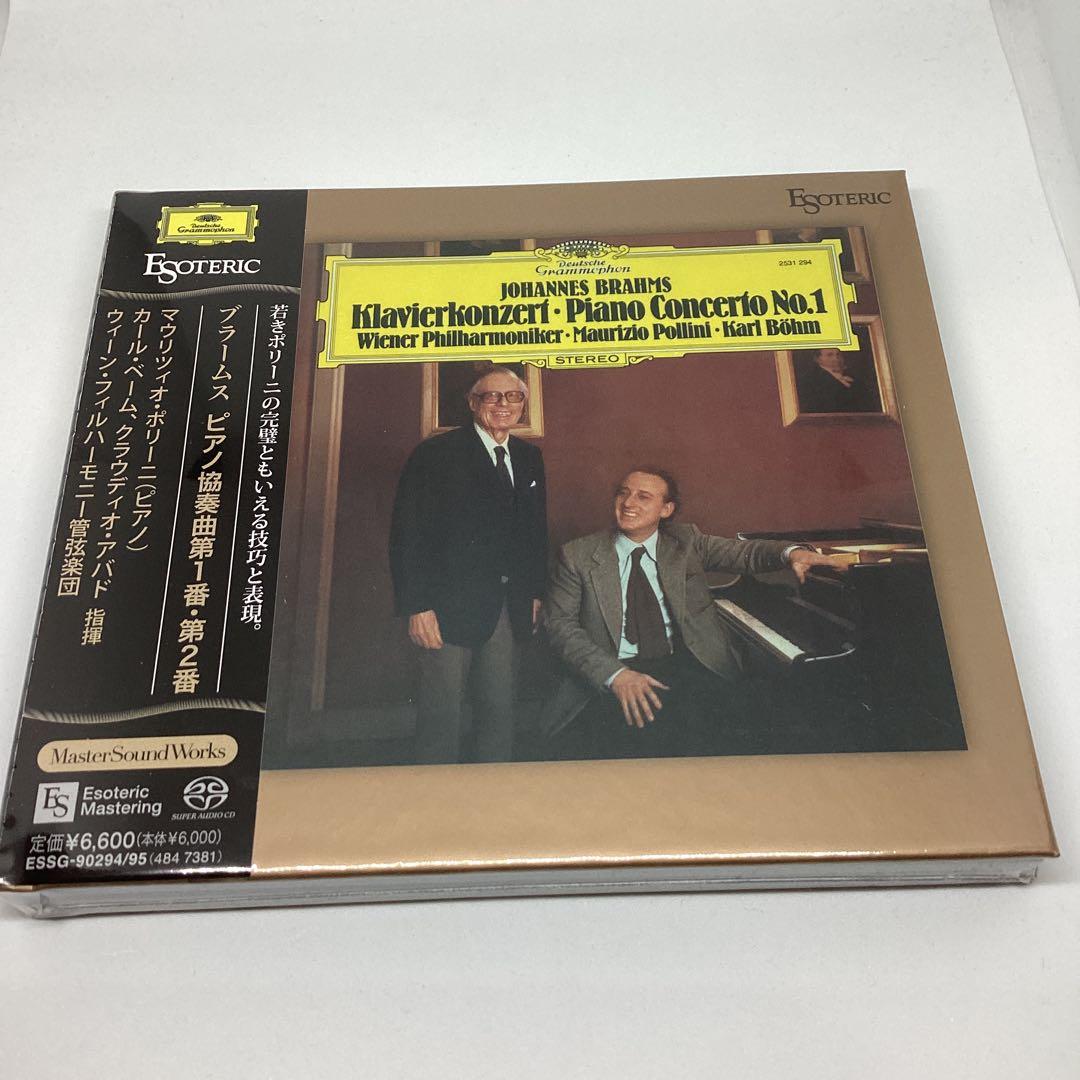 ESOTERIC
Deutsche
Grammophon
2531 294
JOHANNES BRAHMS
Klavierkonzert · Piano Concerto No.1
Wiener Philharmoniker · Maurizio Pollini · Karl Böhm
STEREO
Deutsche
Grammophon
ESOTERIC
若きポリーニの完璧ともいえる技巧と表現。
ブラームス ピアノ協奏曲第1番・第2番
マウリツィオ・ポリーニ(ピアノ)
カール・ベーム、クラウディオ・アバド 指揮
ウィーン・フィルハーモニー管弦楽団
MasterSoundWorks
ES
Esoteric
Mastering
SUPER AUDIO CD
定価¥6,600(本体¥6,000)
ESSG-90294/95(484 7381)